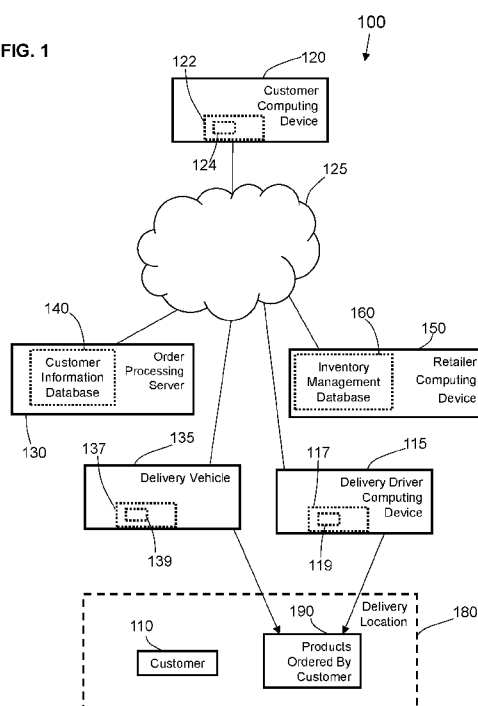 100
FIG. 1
120
122
Customer
Computing
Device
124
125
140
160
150
Customer
Information
Database
Order
Processing
Server
Inventory
Management
Database
Retailer
Computing
Device
130
135
115
137
Delivery Vehicle
117
Delivery Driver
Computing
Device
139
119
190
Delivery
Location
180
110
Customer
Products
Ordered By
Customer